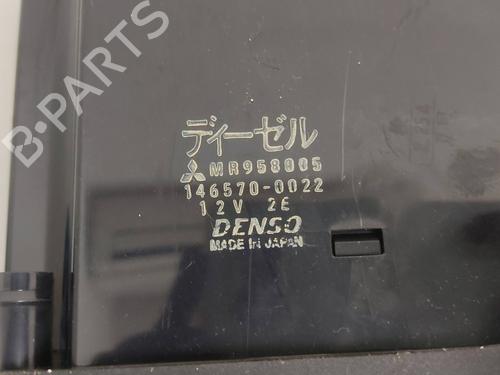 ディーゼル
MR958005
146570-0022
12V 2E
DENSO
MADE IN JAPAN
B-PARTS